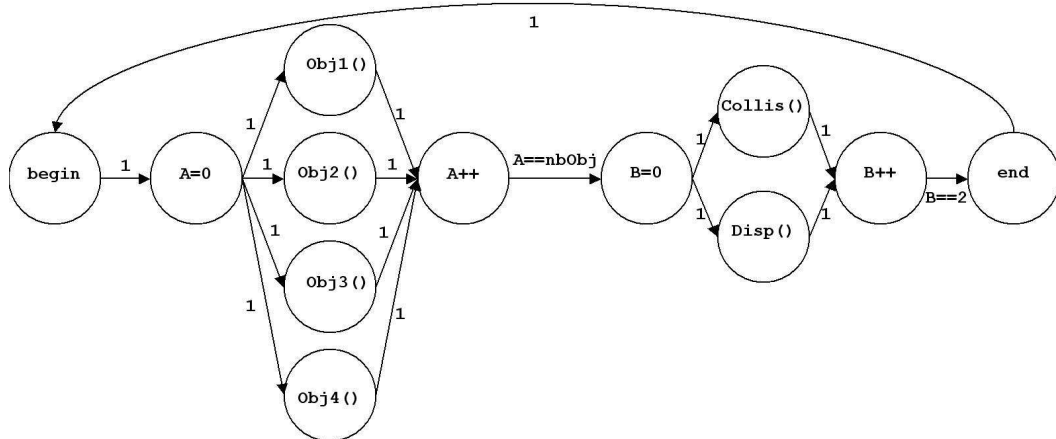 1
begin
1
A=0
1
1
1
1
Obj1()
Obj2()
Obj3()
Obj4()
1
1
1
1
A++
A==nbObj
B=0
1
1
Collis()
Disp()
1
1
B++
B==2
end